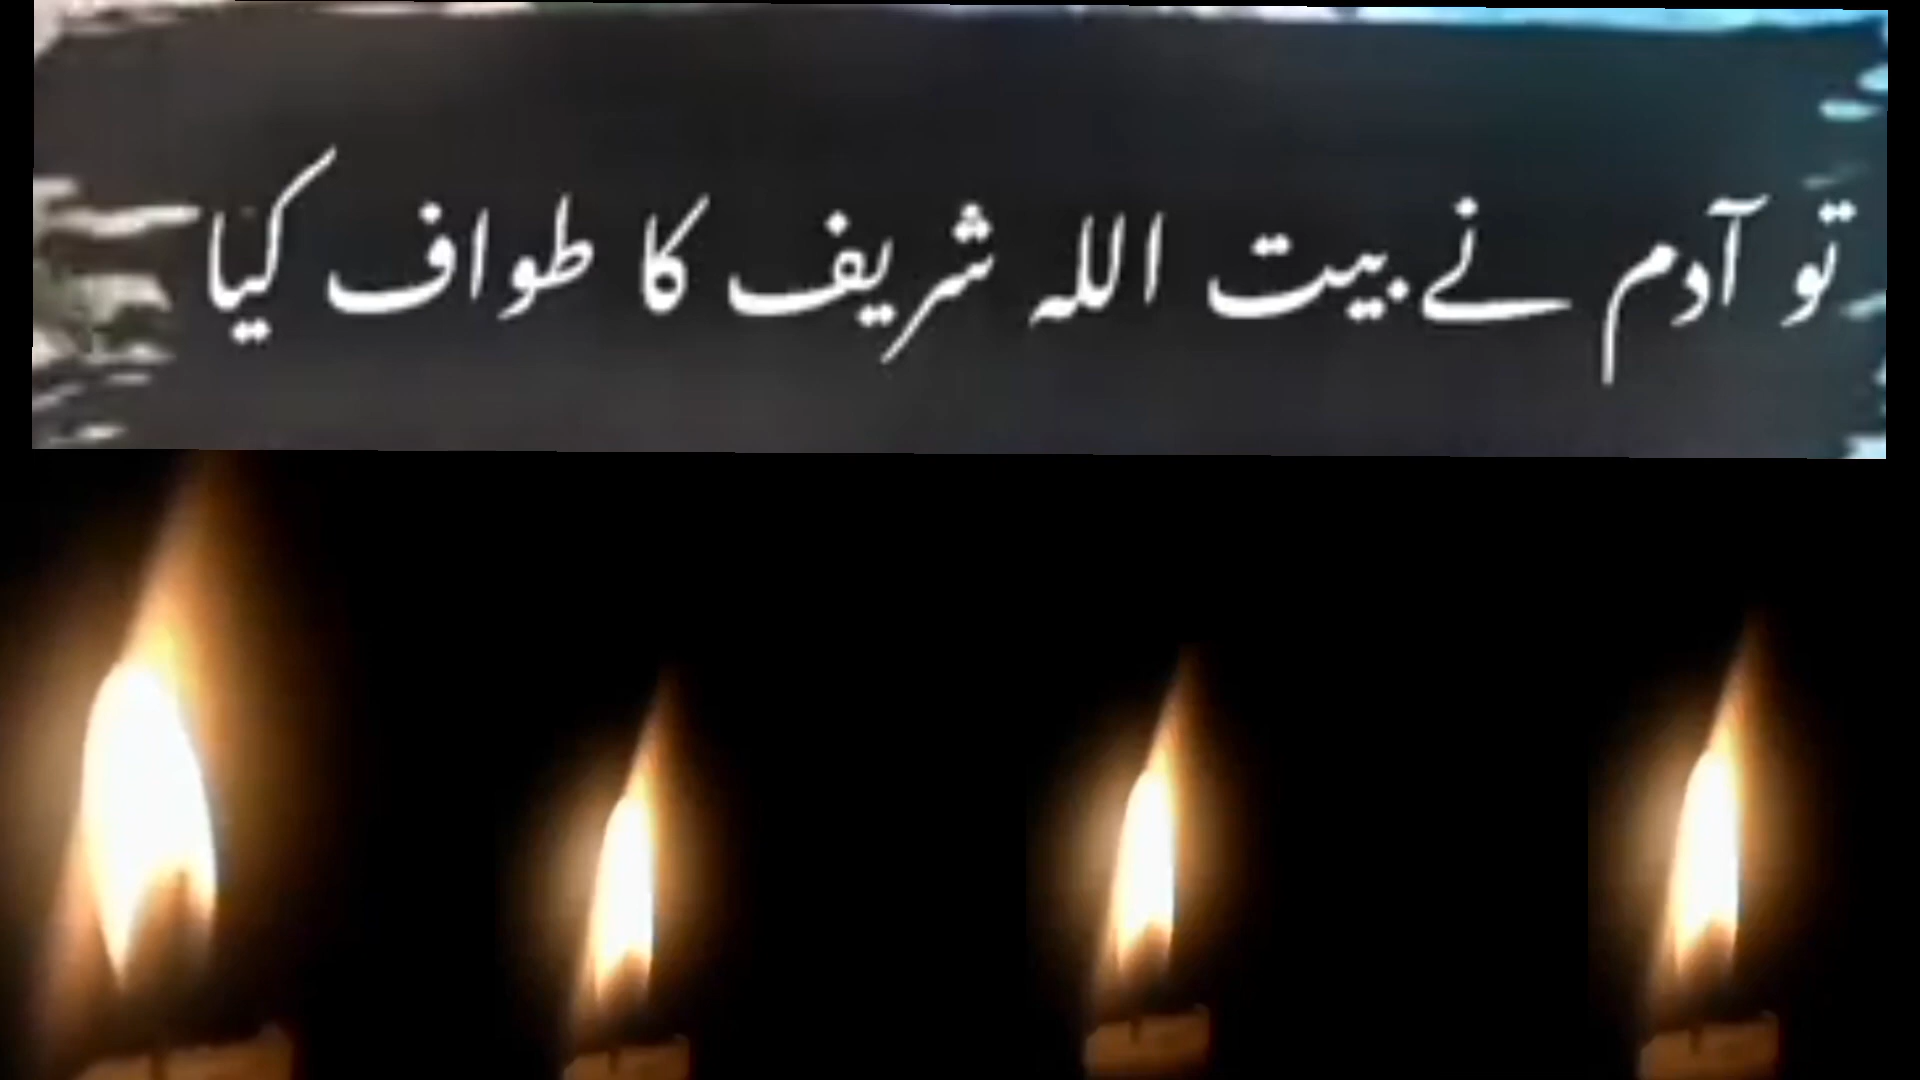 تو آدم نے بیت اللہ شریف کا طواف کیا